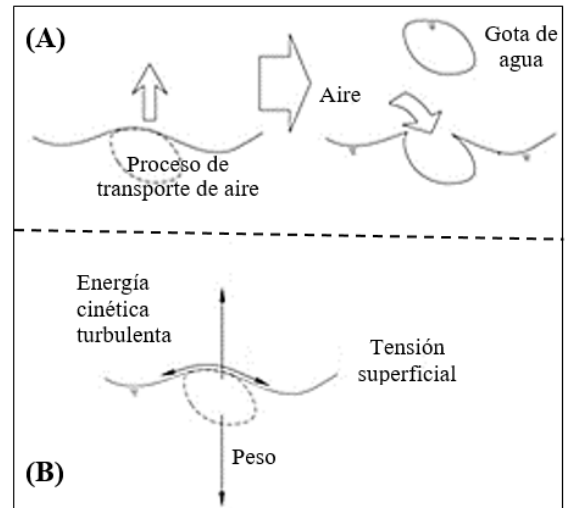 (A)
Gota de
agua
Aire
Proceso de
transporte de aire
Energía
cinética
turbulenta
Tensión
superficial
Peso
(B)